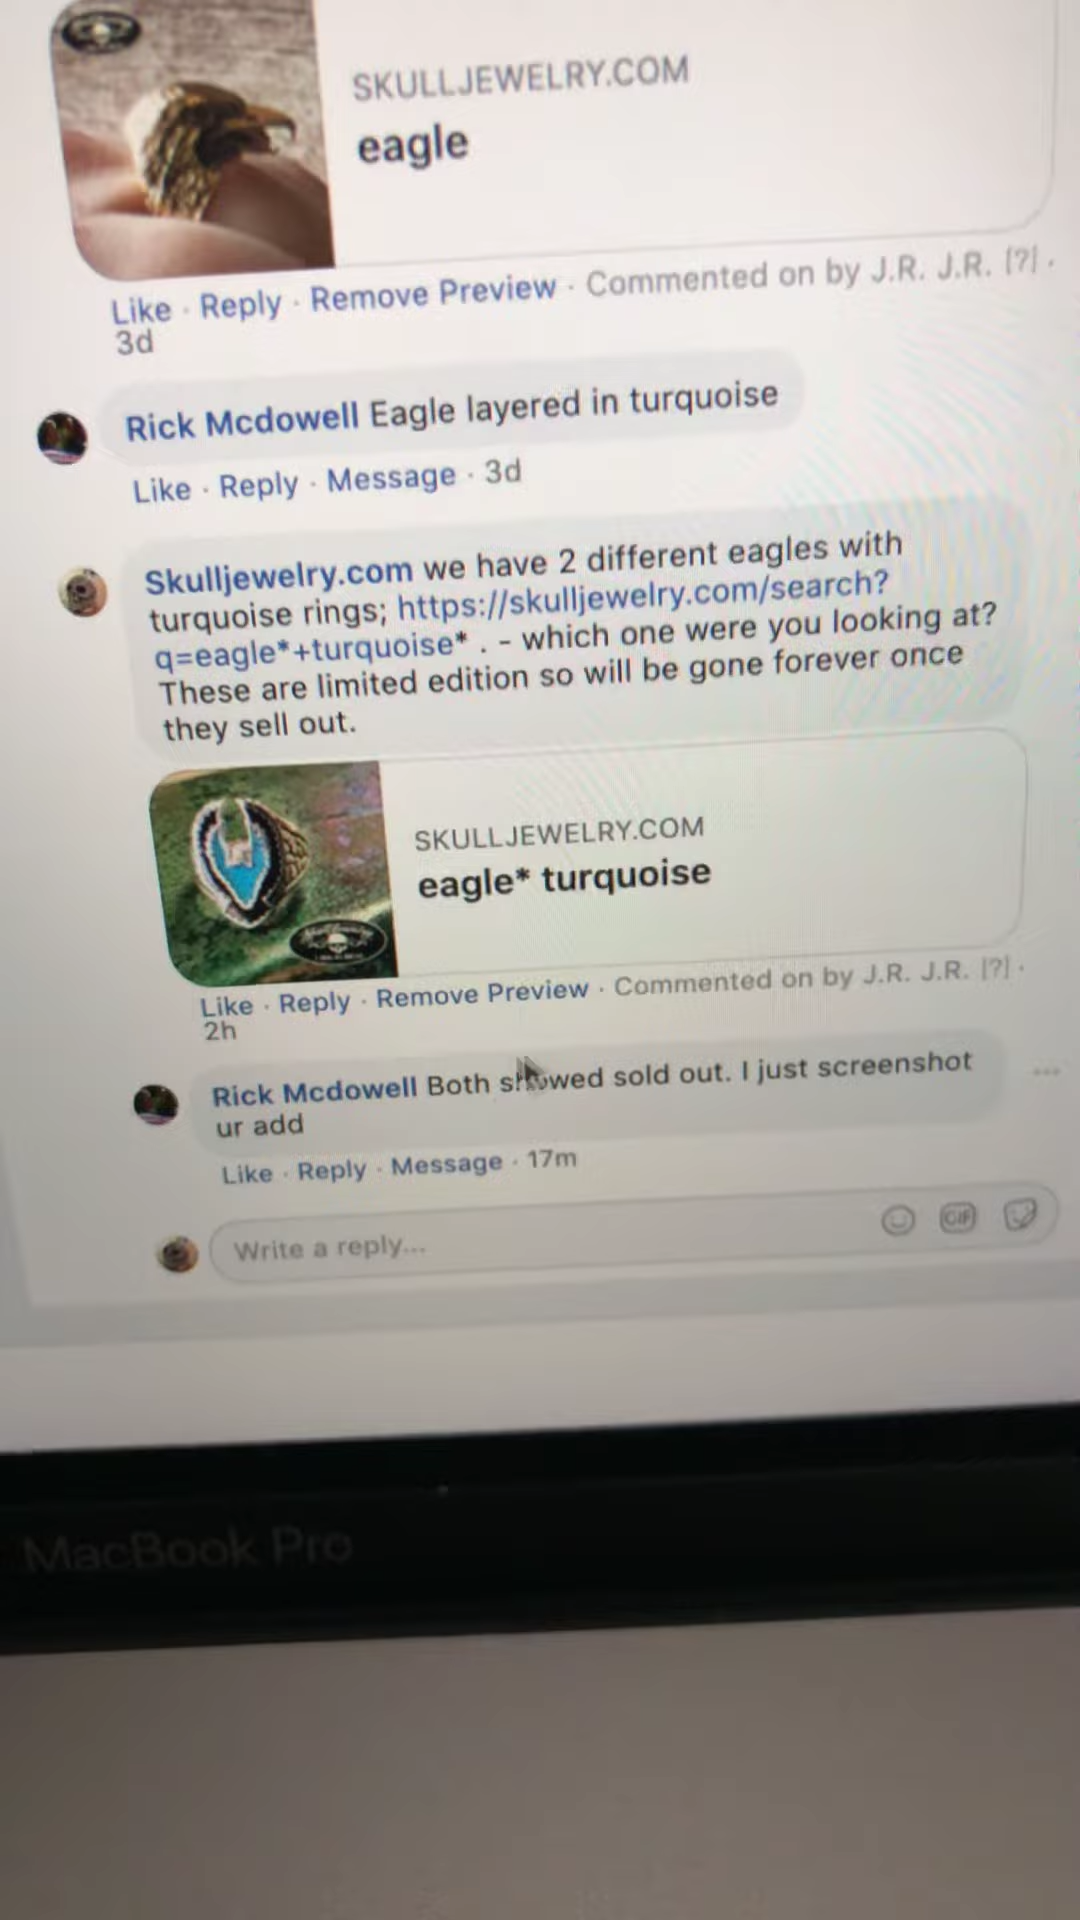 SKULLJEWELRY.COM
eagle
Like · Reply · Remove Preview · Commented on by J.R. J.R. [?] ·
3d
Rick Mcdowell Eagle layered in turquoise
Like · Reply · Message · 3d
Skulljewelry.com we have 2 different eagles with
turquoise rings; https://skulljewelry.com/search?
q=eagle*+turquoise* . - which one were you looking at?
These are limited edition so will be gone forever once
they sell out.
SKULLJEWELRY.COM
eagle* turquoise
Like · Reply · Remove Preview · Commented on by J.R. J.R. [?] ·
2h
Rick Mcdowell Both showed sold out. I just screenshot
ur add
Like · Reply · Message · 17m
Write a reply...
GIF
MacBook Pro